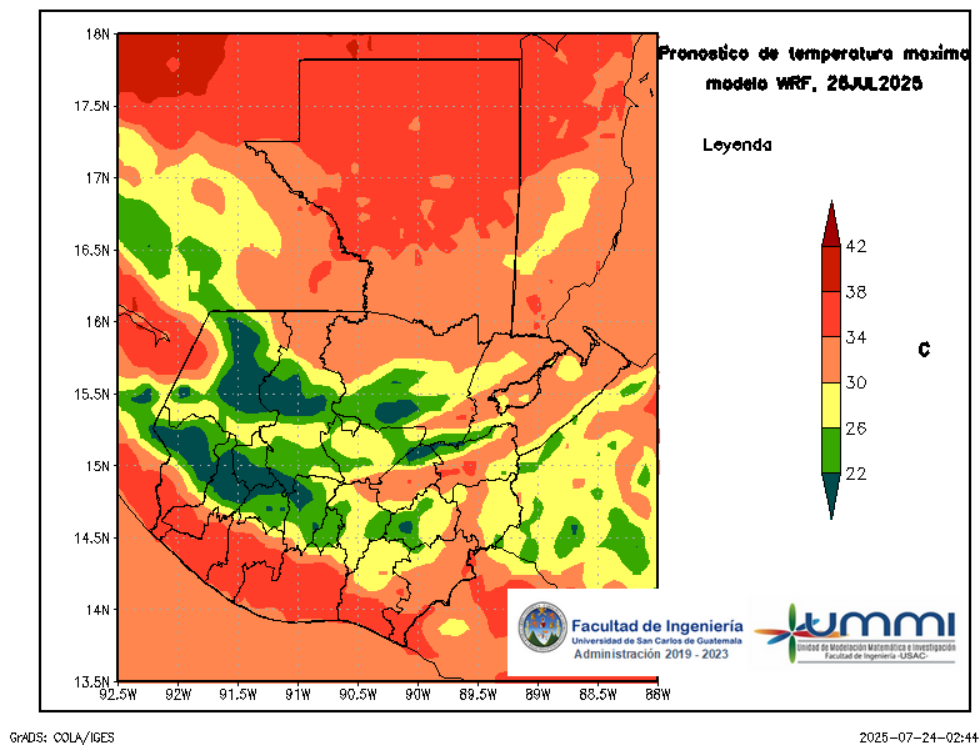 Pronostico de temperatura maxima
modelo WRF, 26JUL2025
Leyenda
42
38
34
30
26
22
C
18N
17.5N
17N
16.5N
16N
15.5N
15N
14.5N
14N
13.5N
92.5W 92W 91.5W 91W 90.5W 90W 89.5W 89W 88.5W 88W
Facultad de Ingeniería
Universidad de San Carlos de Guatemala
Administración 2019 - 2023
ummi
Unidad de Modelación Matemática e Investigación
Facultad de Ingeniería -USAC-
GrADS: COLA/IGES
2025-07-24-02:44